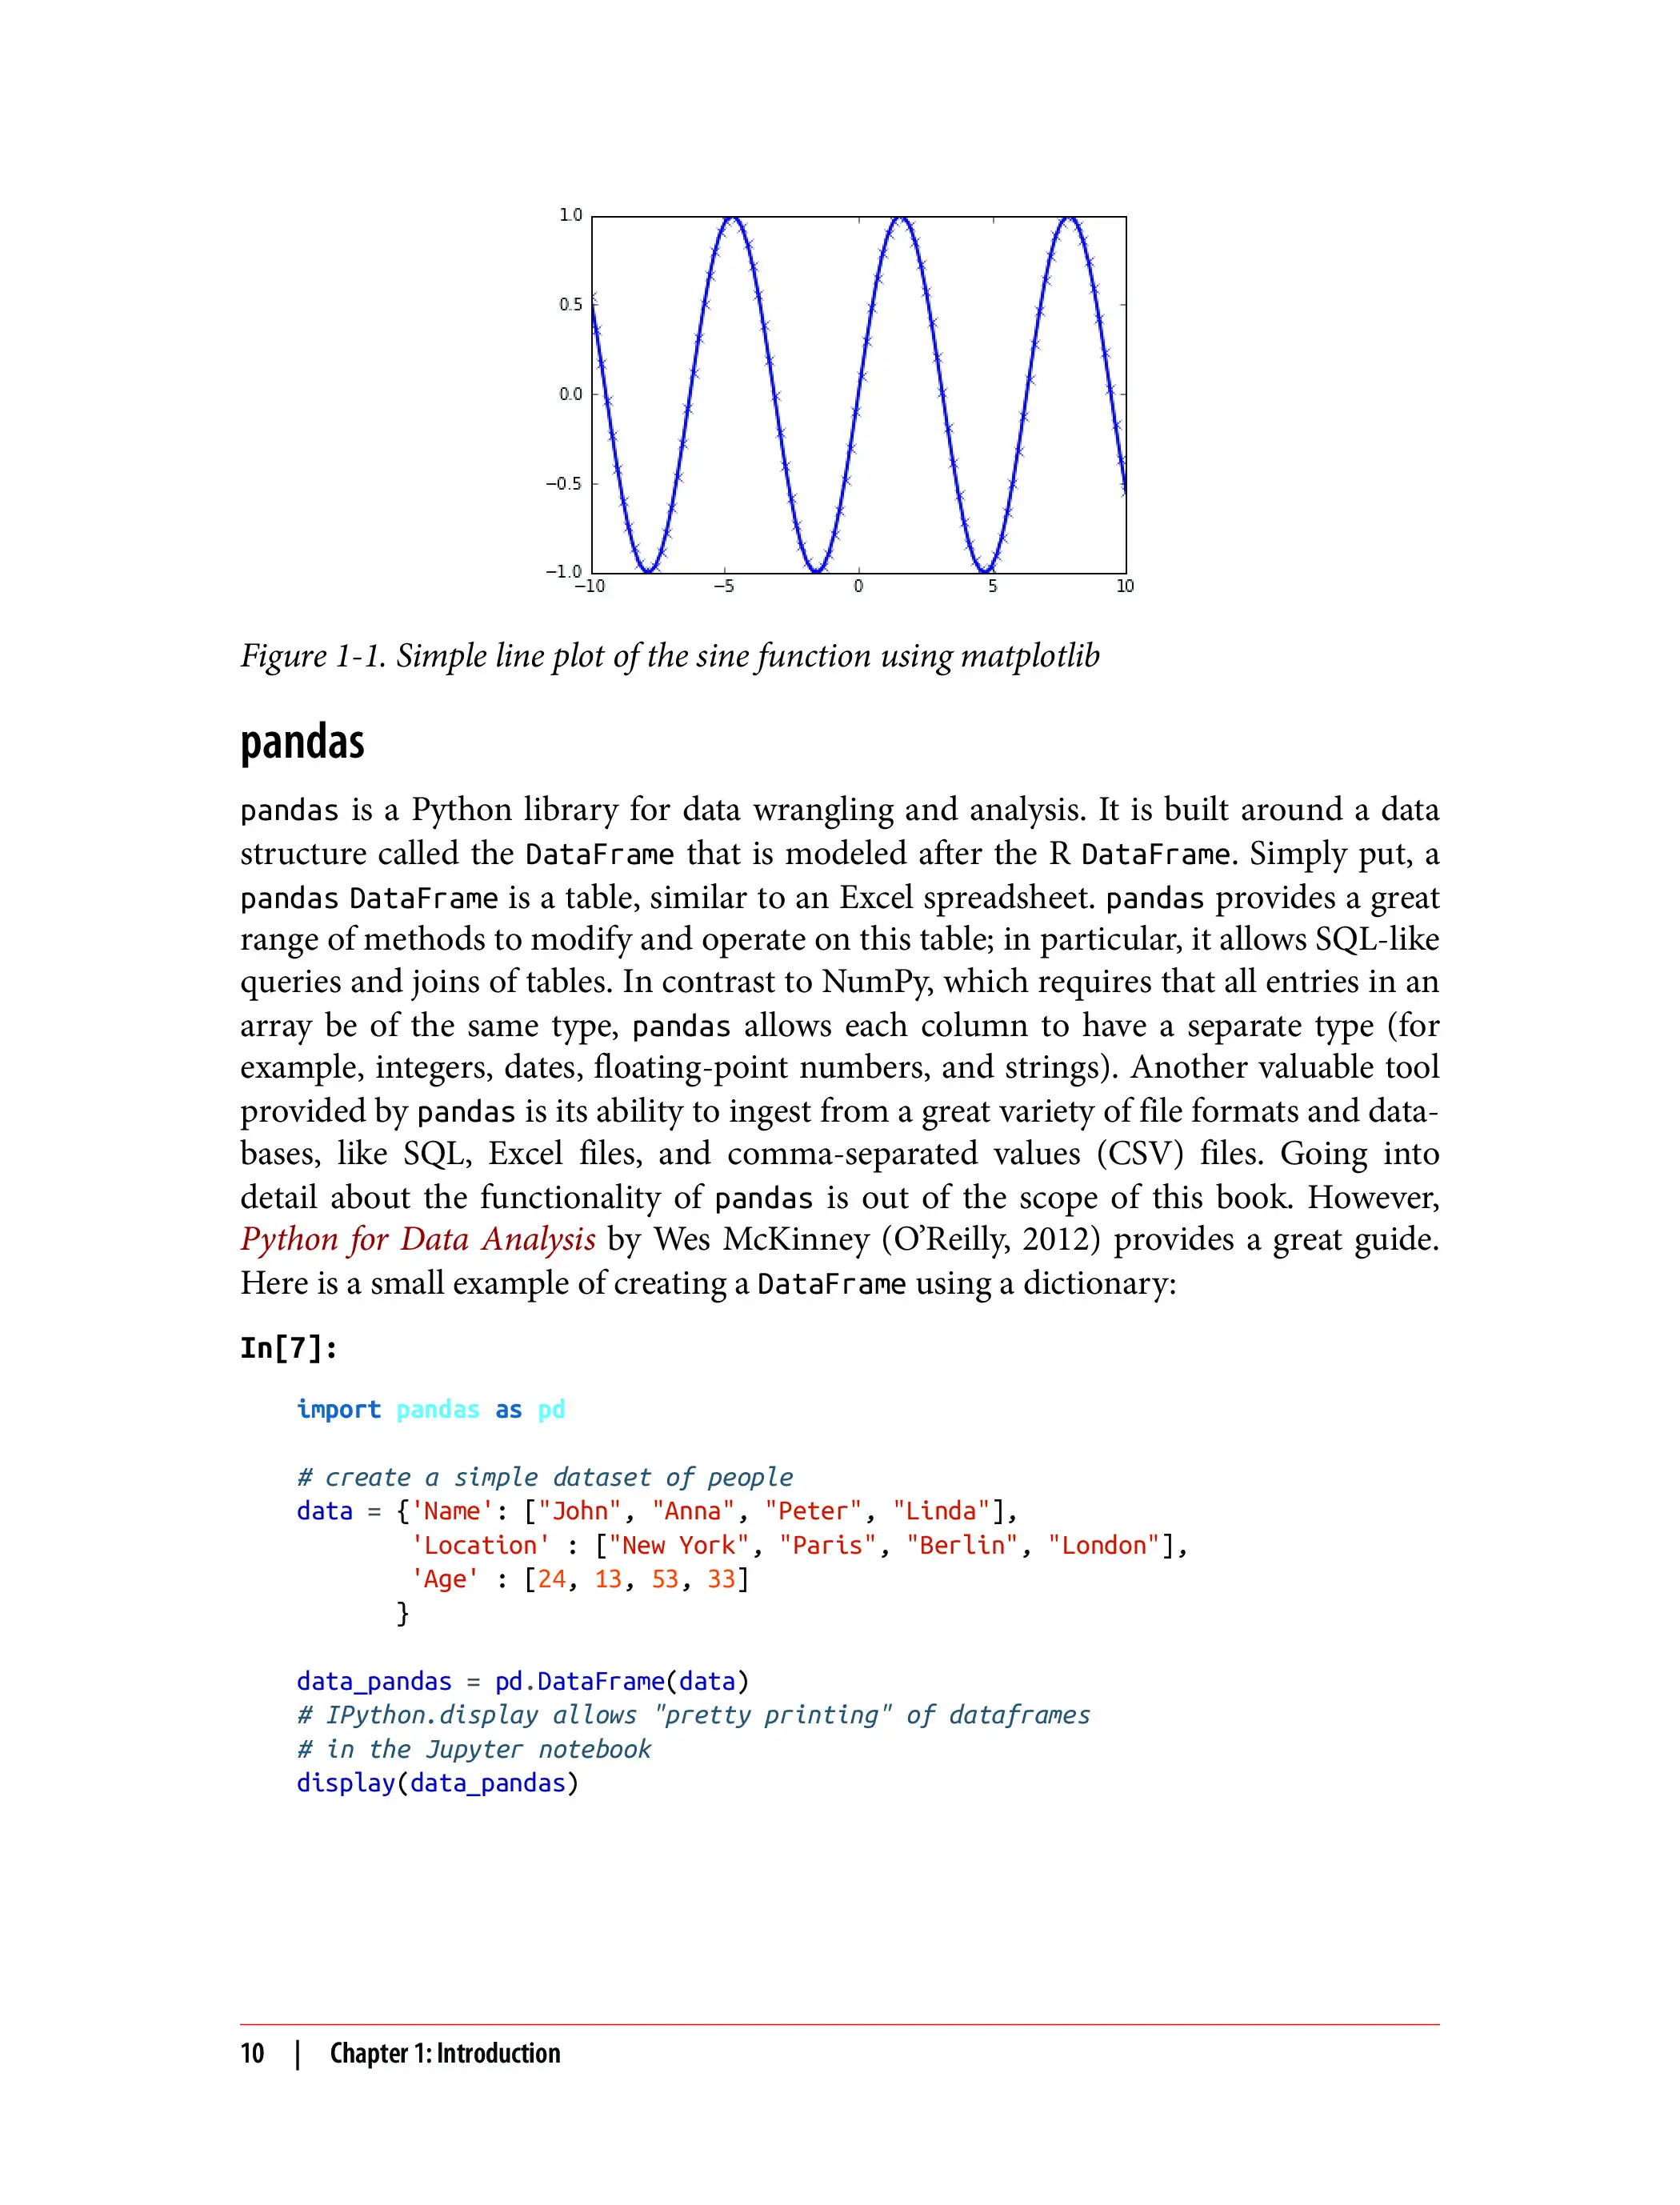 1.0
0.5
0.0
−0.5
−1.0
−10 −5 0 5 10
Figure 1-1. Simple line plot of the sine function using matplotlib
pandas
pandas is a Python library for data wrangling and analysis. It is built around a data
structure called the DataFrame that is modeled after the R DataFrame. Simply put, a
pandas DataFrame is a table, similar to an Excel spreadsheet. pandas provides a great
range of methods to modify and operate on this table; in particular, it allows SQL-like
queries and joins of tables. In contrast to NumPy, which requires that all entries in an
array be of the same type, pandas allows each column to have a separate type (for
example, integers, dates, floating-point numbers, and strings). Another valuable tool
provided by pandas is its ability to ingest from a great variety of file formats and data-
bases, like SQL, Excel files, and comma-separated values (CSV) files. Going into
detail about the functionality of pandas is out of the scope of this book. However,
Python for Data Analysis by Wes McKinney (O’Reilly, 2012) provides a great guide.
Here is a small example of creating a DataFrame using a dictionary:
In[7]:
import pandas as pd
# create a simple dataset of people
data = {'Name': ["John", "Anna", "Peter", "Linda"],
'Location' : ["New York", "Paris", "Berlin", "London"],
'Age' : [24, 13, 53, 33]
}
data_pandas = pd.DataFrame(data)
# IPython.display allows "pretty printing" of dataframes
# in the Jupyter notebook
display(data_pandas)
10 | Chapter 1: Introduction